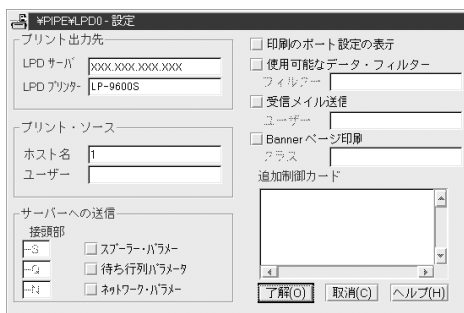 ¥PIPE¥LPD0 - 設定
プリント出力先
LPD サーバ XXX.XXX.XXX.XXX
LPD プリンター LP-9600S
プリント・ソース
ホスト名 1
ユーザー
サーバーへの送信
接頭部
--S スプーラー・パラメー
--Q 待ち行列パラメータ
--N ネットワーク・パラメー
印刷のポート設定の表示
使用可能なデータ・フィルター
フィルター
受信メイル送信
ユーザー
Banner ページ印刷
クラス
追加制御カード
了解(O) 取消(C) ヘルプ(H)